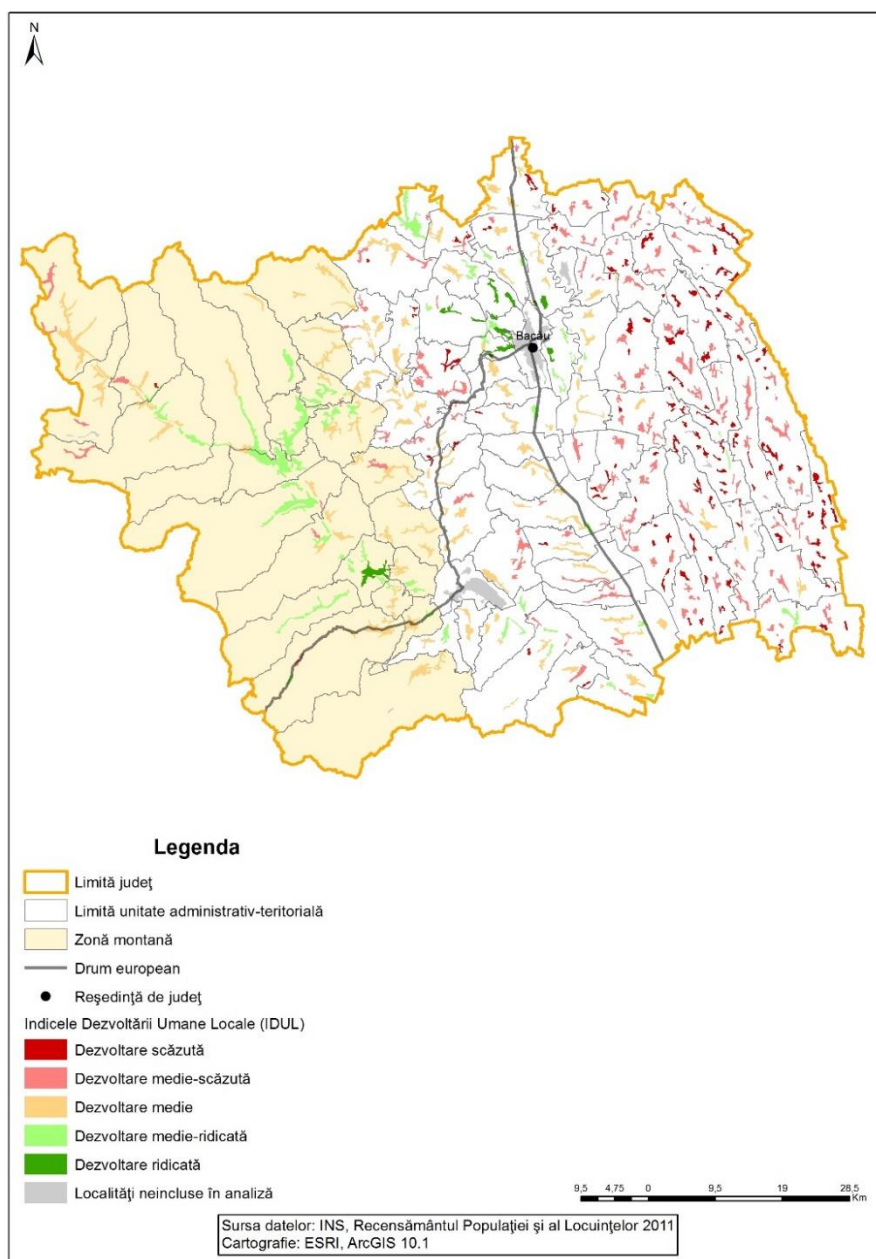 N
Bacău
Legenda
Limită judeţ
Limită unitate administrativ-teritorială
Zonă montană
Drum european
Reşedinţă de judeţ
Indicele Dezvoltării Umane Locale (IDUL)
Dezvoltare scăzută
Dezvoltare medie-scăzută
Dezvoltare medie
Dezvoltare medie-ridicată
Dezvoltare ridicată
Localităţi neincluse în analiză
9,5 4,75 0 9,5 19 28,5
Km
Sursa datelor: INS, Recensământul Populaţiei şi al Locuinţelor 2011
Cartografie: ESRI, ArcGIS 10.1